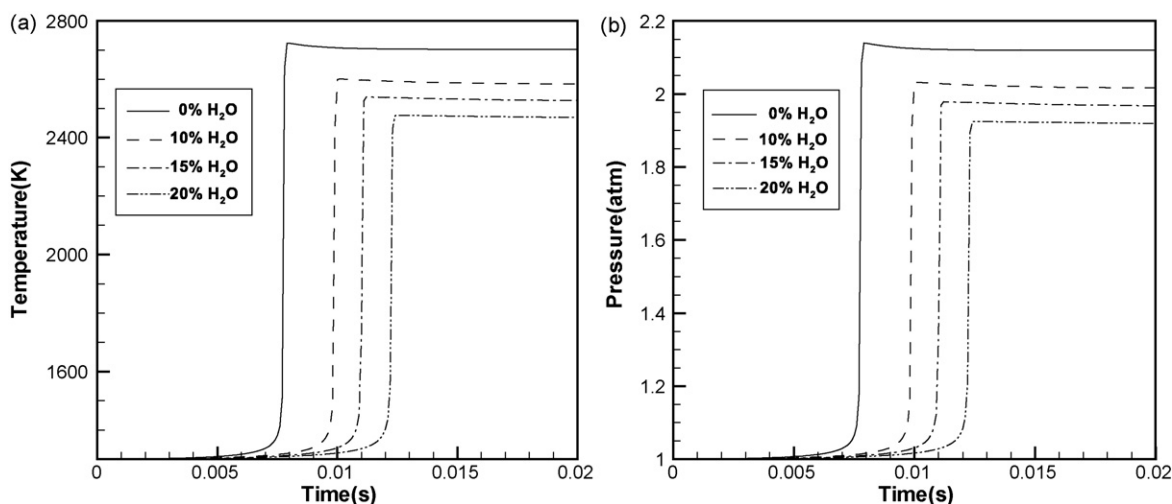 (a)
Temperature(K)
2800
2400
2000
1600
0% H₂O
10% H₂O
15% H₂O
20% H₂O
0 0.005 0.01 0.015 0.02
Time(s)
(b)
Pressure(atm)
2.2
2
1.8
1.6
1.4
1.2
1
0% H₂O
10% H₂O
15% H₂O
20% H₂O
0 0.005 0.01 0.015 0.02
Time(s)